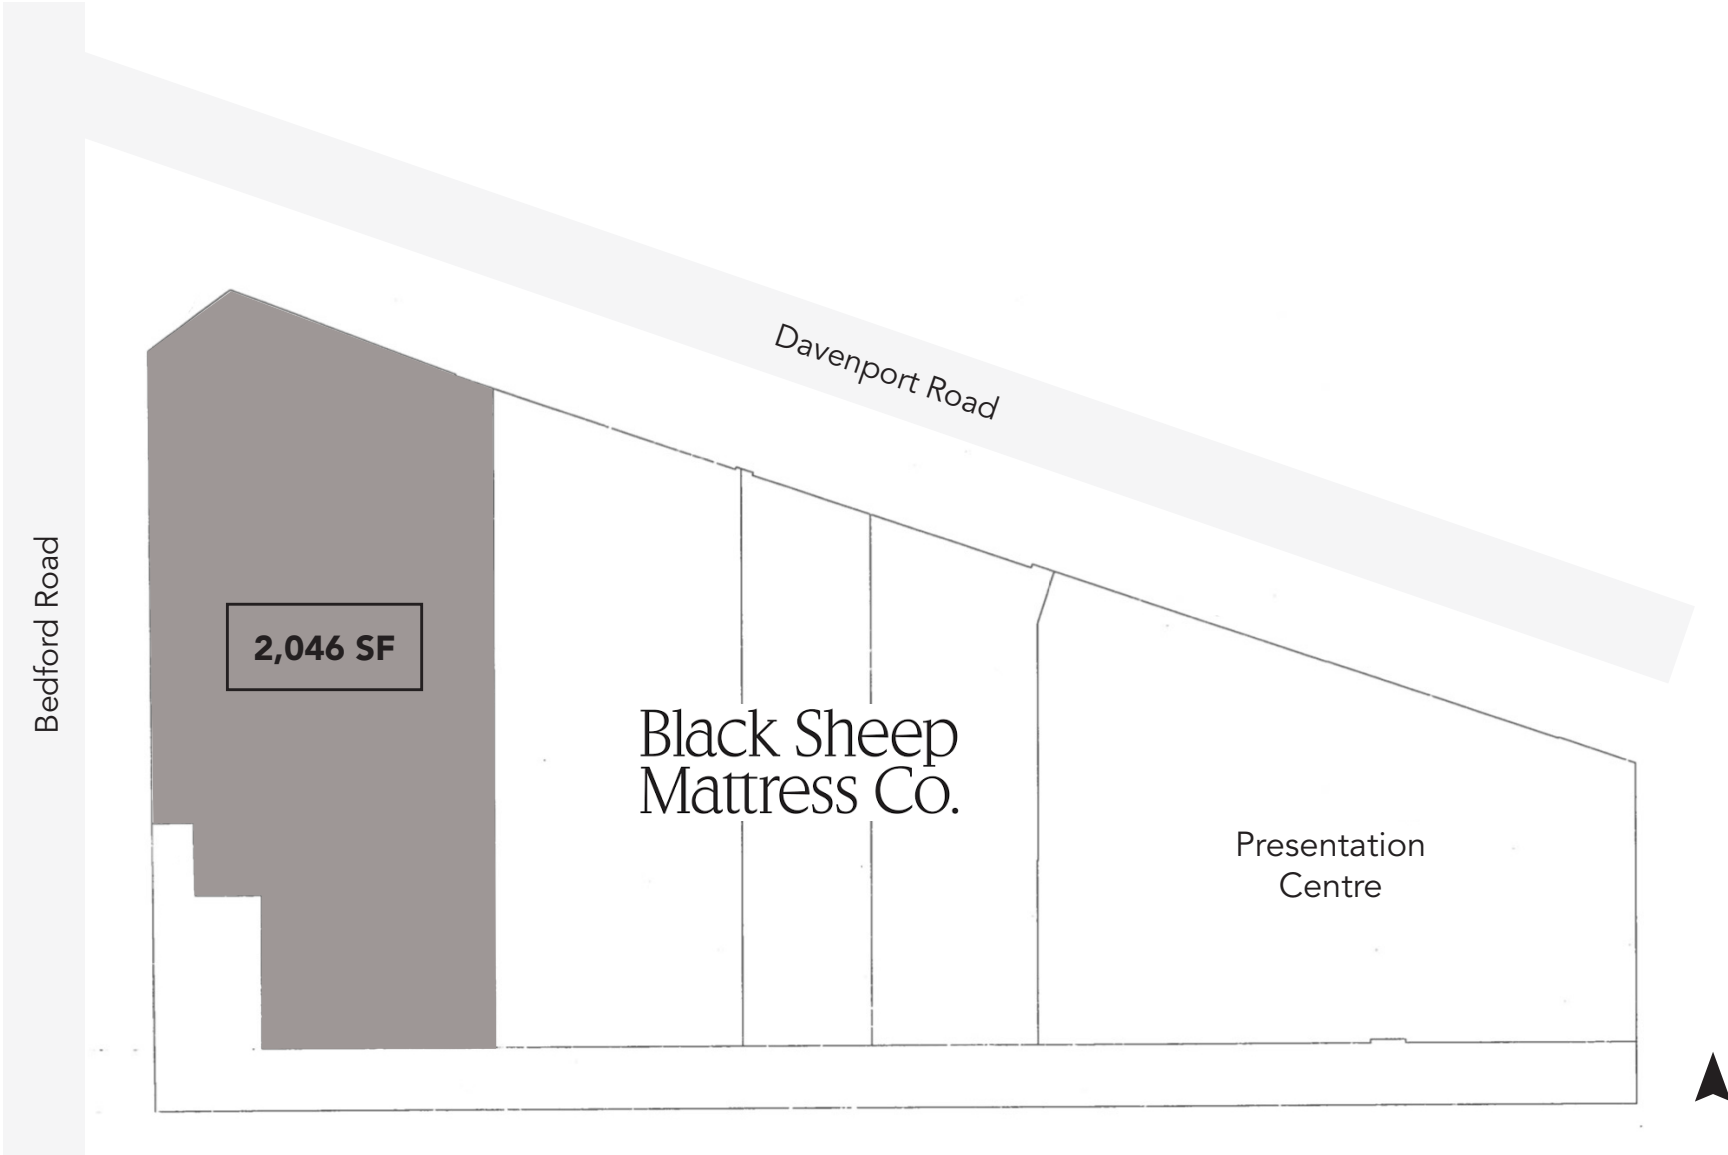 Davenport Road
Bedford Road
2,046 SF
Black Sheep
Mattress Co.
Presentation
Centre